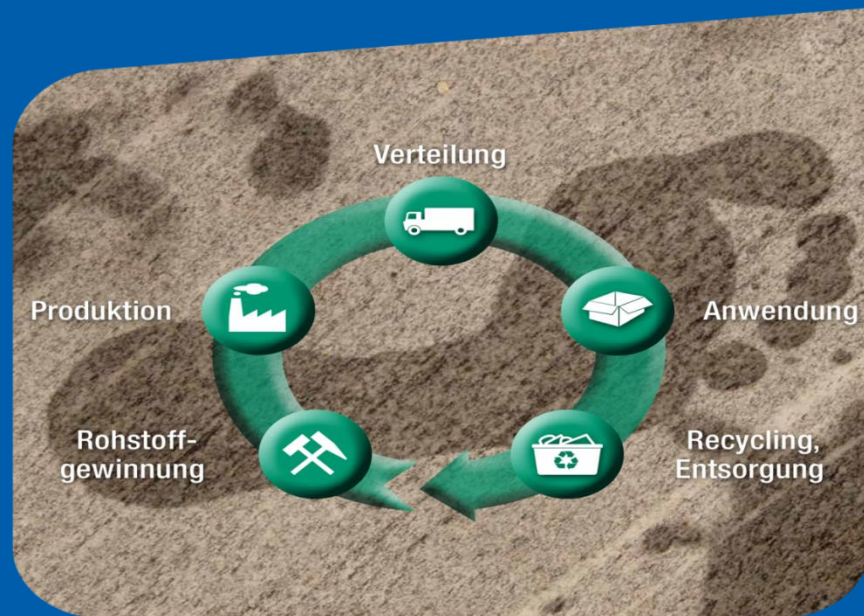 Verteilung
Produktion
Anwendung
Rohstoff-
gewinnung
Recycling,
Entsorgung